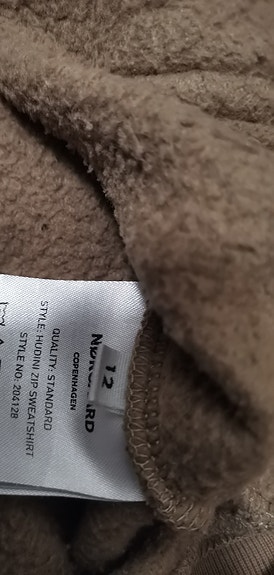 12
COPENHAGEN
QUALITY: STANDARD
STYLE: HUDINI ZIP SWEATSHIRT
STYLE NO: 204128